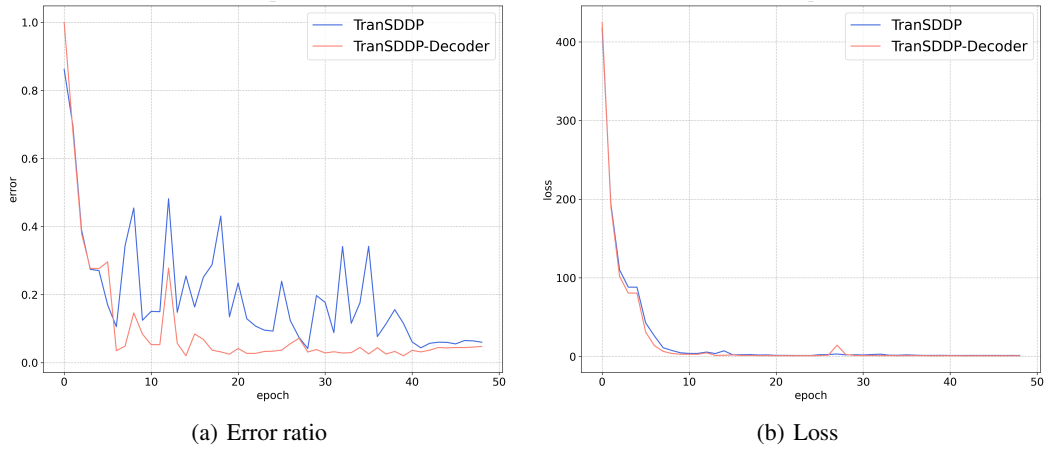 TranSDDP
TranSDDP-Decoder
error
1.0
0.8
0.6
0.4
0.2
0.0
0
10
20
30
40
50
epoch
(a) Error ratio
TranSDDP
TranSDDP-Decoder
loss
400
300
200
100
0
0
10
20
30
40
50
epoch
(b) Loss